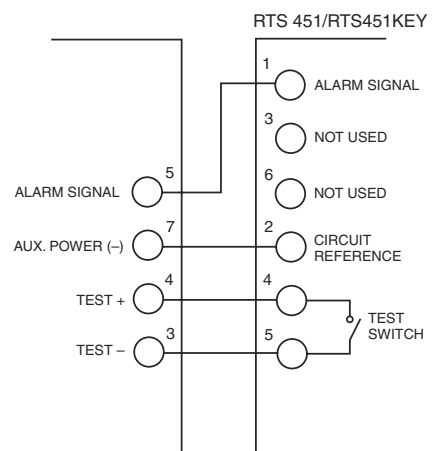 RTS 451/RTS451KEY
1
ALARM SIGNAL
3
NOT USED
5
ALARM SIGNAL
6
NOT USED
7
AUX. POWER (–)
2
CIRCUIT
REFERENCE
4
TEST +
4
TEST
SWITCH
3
TEST –
5